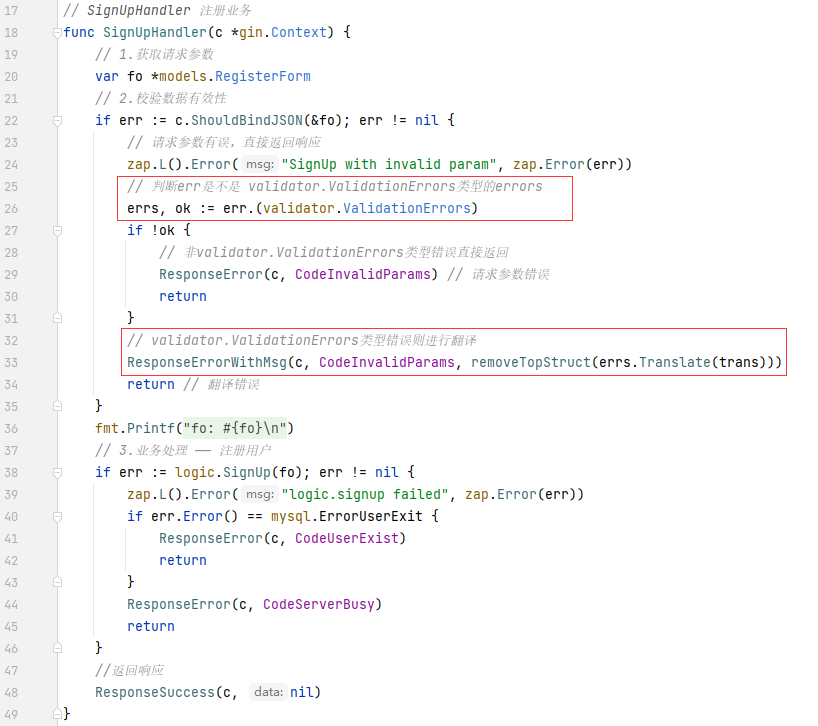 17 // SignUpHandler 注册业务
18 func SignUpHandler(c *gin.Context) {
19     // 1.获取请求参数
20     var fo *models.RegisterForm
21     // 2.校验数据有效性
22     if err := c.ShouldBindJSON(&fo); err != nil {
23         // 请求参数有误，直接返回响应
24         zap.L().Error( msg: "SignUp with invalid param", zap.Error(err))
25         // 判断err是不是 validator.ValidationErrors类型的errors
26         errs, ok := err.(validator.ValidationErrors)
27         if !ok {
28             // 非validator.ValidationErrors类型错误直接返回
29             ResponseError(c, CodeInvalidParams) // 请求参数错误
30             return
31         }
32         // validator.ValidationErrors类型错误则进行翻译
33         ResponseErrorWithMsg(c, CodeInvalidParams, removeTopStruct(errs.Translate(trans)))
34         return // 翻译错误
35     }
36     fmt.Printf("fo: #{fo}\n")
37     // 3.业务处理 —— 注册用户
38     if err := logic.SignUp(fo); err != nil {
39         zap.L().Error( msg: "logic.signup failed", zap.Error(err))
40         if err.Error() == mysql.ErrorUserExit {
41             ResponseError(c, CodeUserExist)
42             return
43         }
44         ResponseError(c, CodeServerBusy)
45         return
46     }
47     //返回响应
48     ResponseSuccess(c, data: nil)
49 }